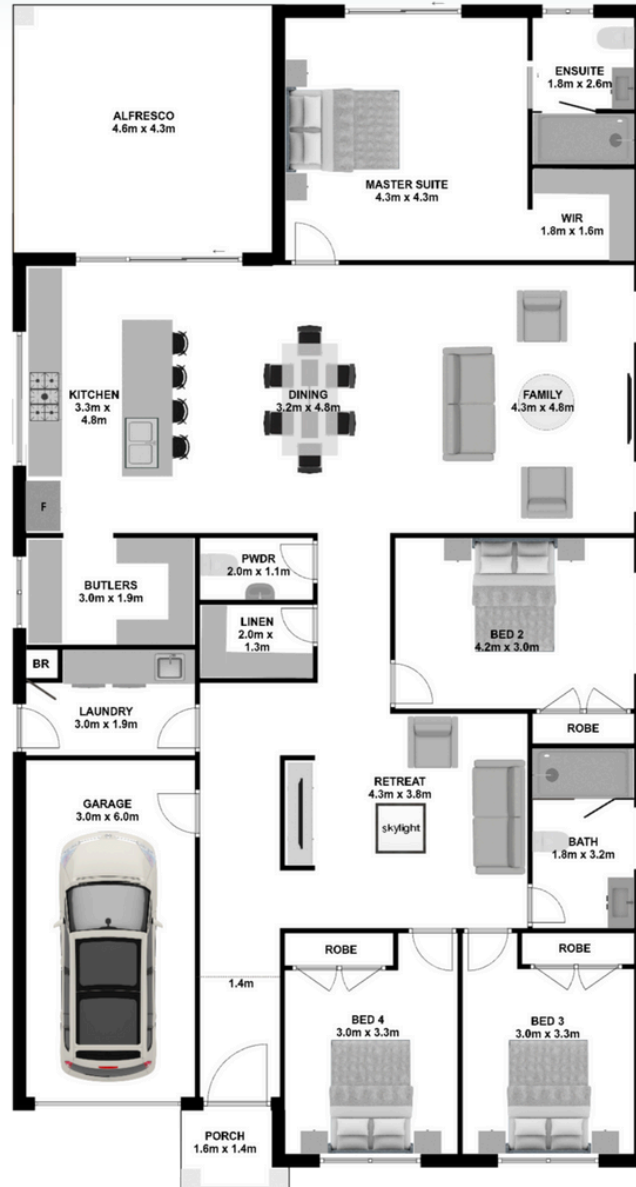 ALFRESCO
4.6m x 4.3m
ENSUITE
1.8m x 2.6m
MASTER SUITE
4.3m x 4.3m
WIR
1.8m x 1.6m
KITCHEN
3.3m x
4.8m
DINING
3.2m x 4.8m
FAMILY
4.3m x 4.8m
F
BUTLERS
3.0m x 1.9m
PWDR
2.0m x 1.1m
LINEN
2.0m x
1.3m
BED 2
4.2m x 3.0m
BR
LAUNDRY
3.0m x 1.9m
ROBE
GARAGE
3.0m x 6.0m
RETREAT
4.3m x 3.8m
skylight
BATH
1.8m x 3.2m
ROBE
ROBE
1.4m
BED 4
3.0m x 3.3m
BED 3
3.0m x 3.3m
PORCH
1.6m x 1.4m